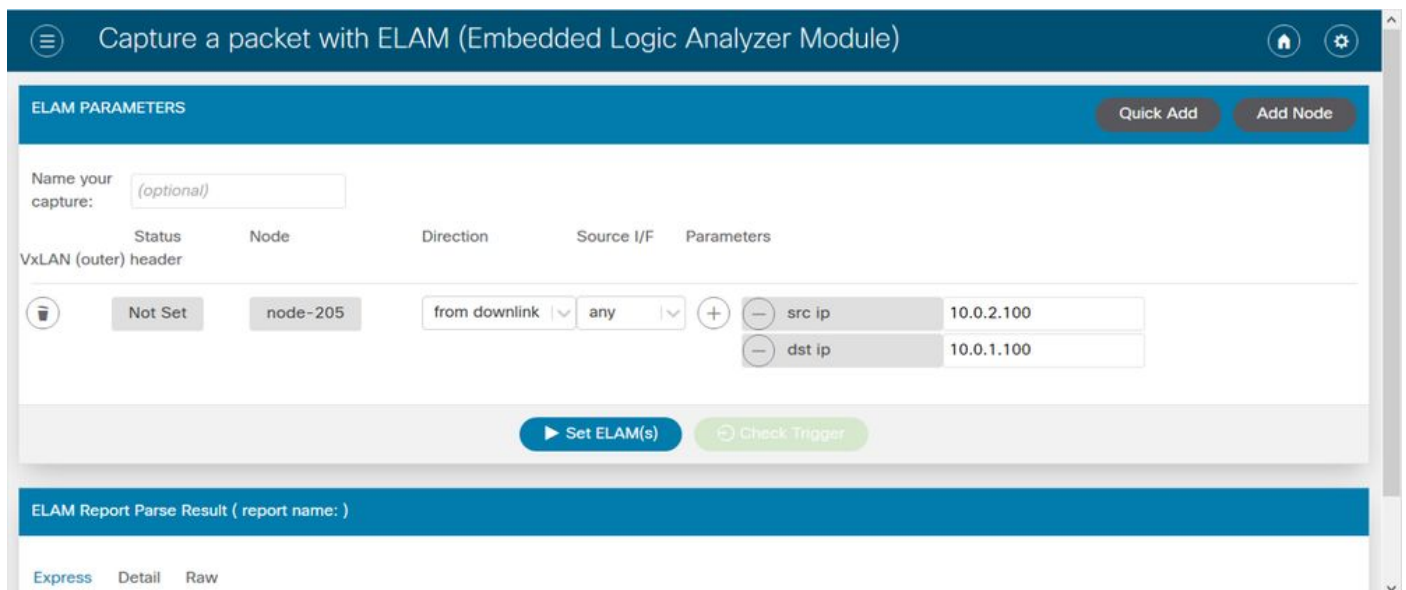 Capture a packet with ELAM (Embedded Logic Analyzer Module)
ELAM PARAMETERS
Quick Add
Add Node
Name your
capture:
(optional)
Status Node Direction Source I/F Parameters
VxLAN (outer) header
Not Set node-205 from downlink any src ip 10.0.2.100
dst ip 10.0.1.100
Set ELAM(s)
Check Trigger
ELAM Report Parse Result ( report name: )
Express Detail Raw